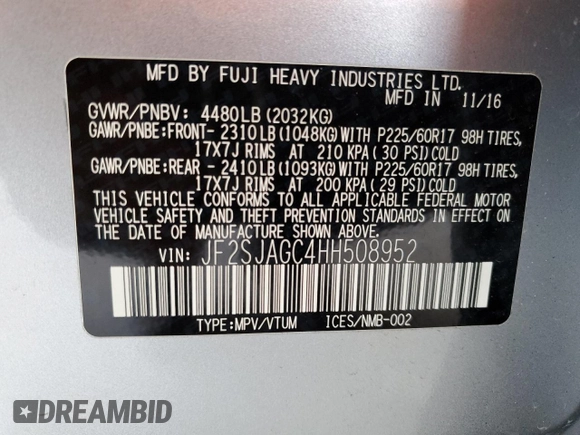 MFD BY FUJI HEAVY INDUSTRIES LTD.
MFD IN 11/16
GVWR/PNBV: 4480LB (2032KG)
GAWR/PNBE:FRONT- 2310LB (1048KG) WITH P225/60R17 98H TIRES,
17X7J RIMS AT 210 KPA ( 30 PSI) COLD
GAWR/PNBE:REAR - 2410LB (1093KG) WITH P225/60R17 98H TIRES,
17X7J RIMS AT 200 KPA ( 29 PSI) COLD
THIS VEHICLE CONFORMS TO ALL APPLICABLE FEDERAL MOTOR
VEHICLE SAFETY AND THEFT PREVENTION STANDARDS IN EFFECT
ON THE DATE OF MANUFACTURE SHOWN ABOVE.
VIN: JF2SJAGC4HH508952
TYPE:MPV/VTUM ICES/NMB-002
DREAMBID